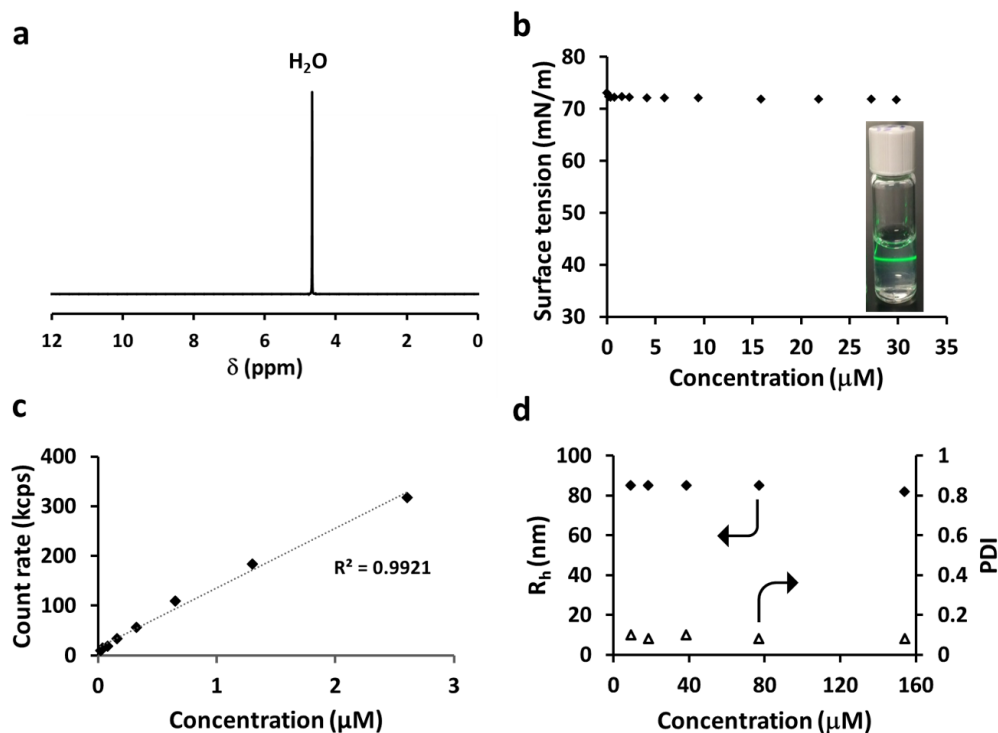 a
H₂O
12 10 8 6 4 2 0
δ (ppm)
b
Surface tension (mN/m)
80
70
60
50
40
30
0 5 10 15 20 25 30 35
Concentration (μM)
c
Count rate (kcps)
400
300
200
100
0
R² = 0.9921
0 1 2 3
Concentration (μM)
d
Rₕ (nm)
100
80
60
40
20
0
1
0.8
0.6
0.4
0.2
0
PDI
0 40 80 120 160
Concentration (μM)